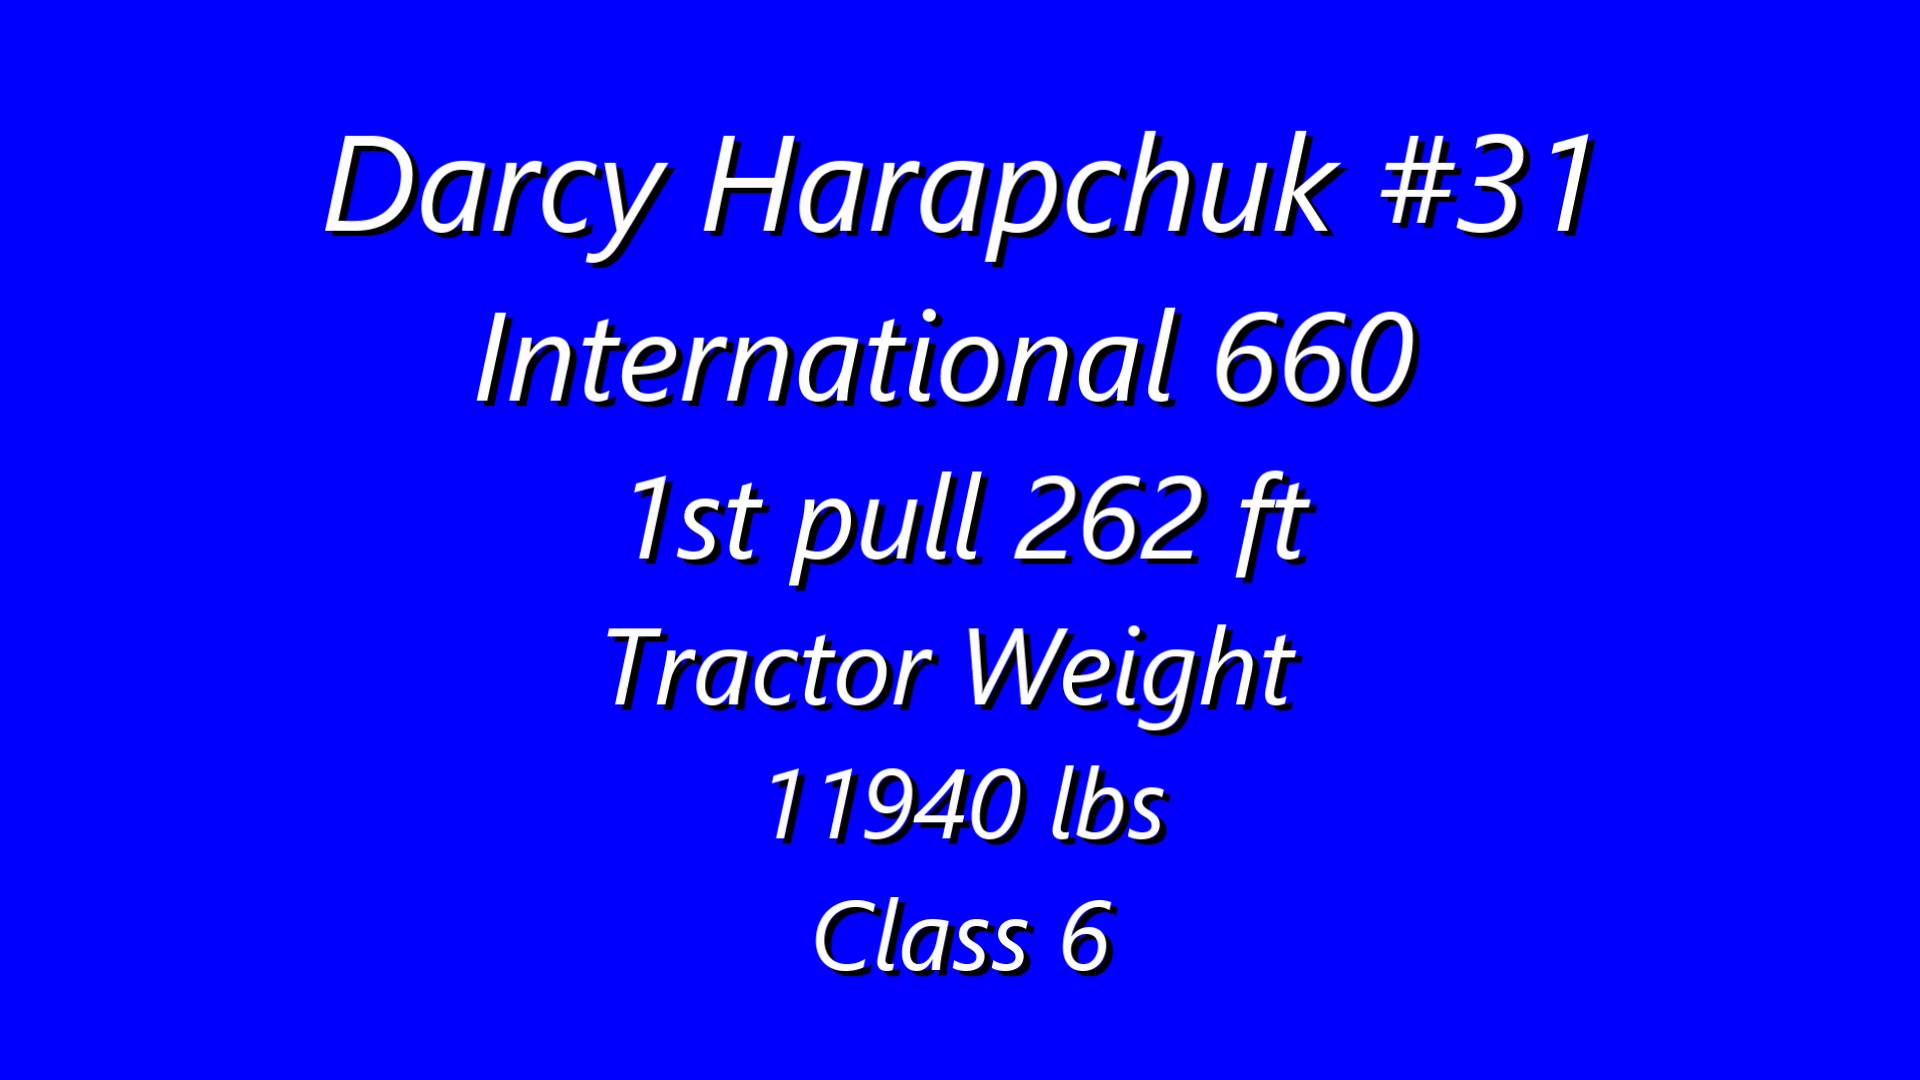 Darcy Harapchuk #31
International 660
1st pull 262 ft
Tractor Weight
11940 lbs
Class 6